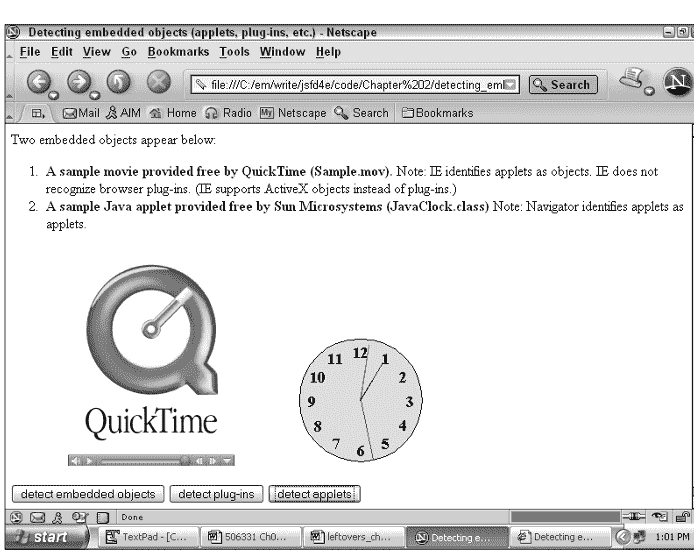 Detecting embedded objects (applets, plug-ins, etc.) - Netscape
File Edit View Go Bookmarks Tools Window Help
file:///C:/em/write/jsfd4e/code/Chapter%202/detecting_eml
Search
N
Mail AIM Home Radio My Netscape Search Bookmarks
Two embedded objects appear below:
1. A sample movie provided free by QuickTime (Sample.mov). Note: IE identifies applets as objects. IE does not
recognize browser plug-ins. (IE supports ActiveX objects instead of plug-ins.)
2. A sample Java applet provided free by Sun Microsystems (JavaClock.class) Note: Navigator identifies applets as
applets.
QuickTime
12
11 1
10 2
9 3
8 4
7 5
6
detect embedded objects detect plug-ins detect applets
Done
start TextPad - [C... 506331 Ch0... leftovers_ch... Detecting e... Detecting e... 1:01 PM